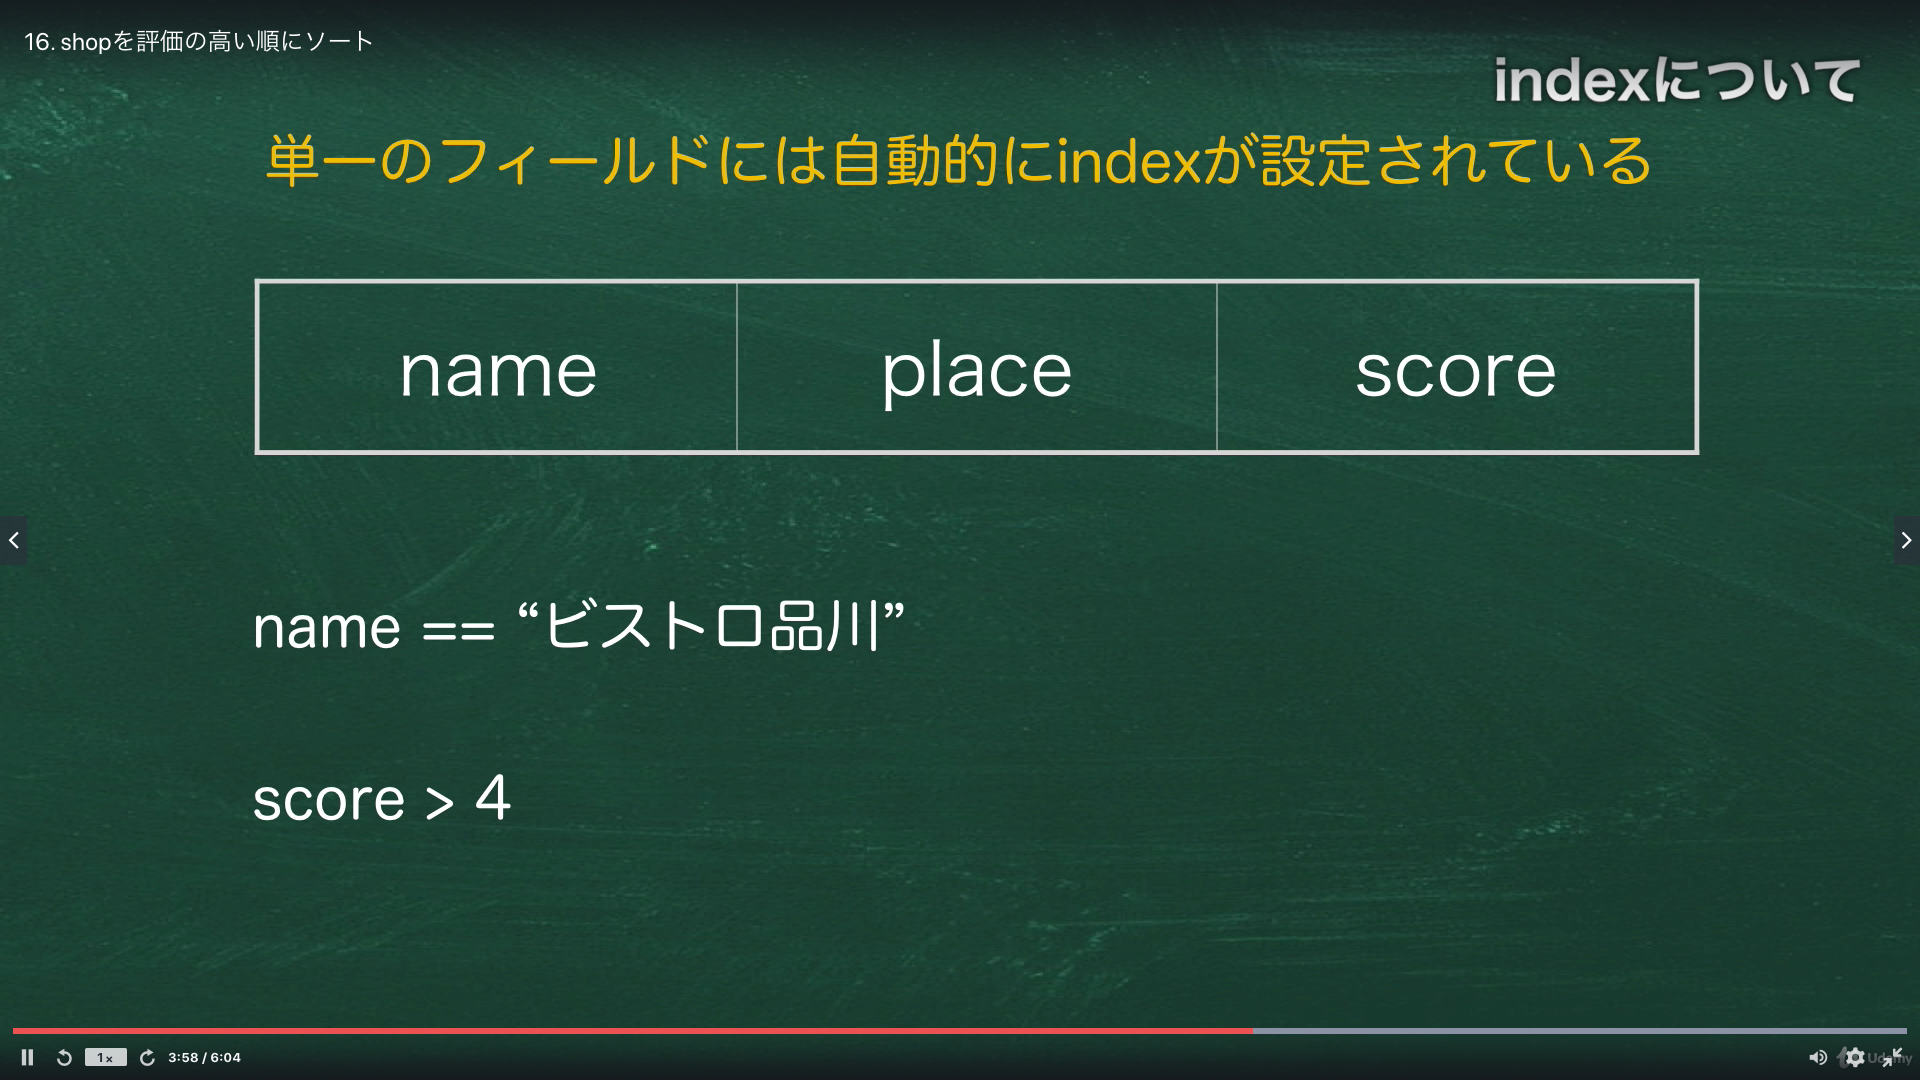 16. shopを評価の高い順にソート
indexについて
単一のフィールドには自動的にindexが設定されている
name place score
name == “ビストロ品川”
score > 4
1x 3:58 / 6:04 Udemy